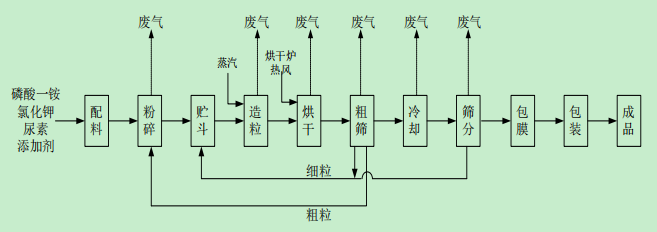 废气 废气 废气 废气 废气 废气
蒸汽
烘干炉
热风
磷酸一铵
氯化钾
尿素
添加剂
配料
粉碎
贮斗
造粒
烘干
粗筛
冷却
筛分
包膜
包装
成品
细粒
粗粒